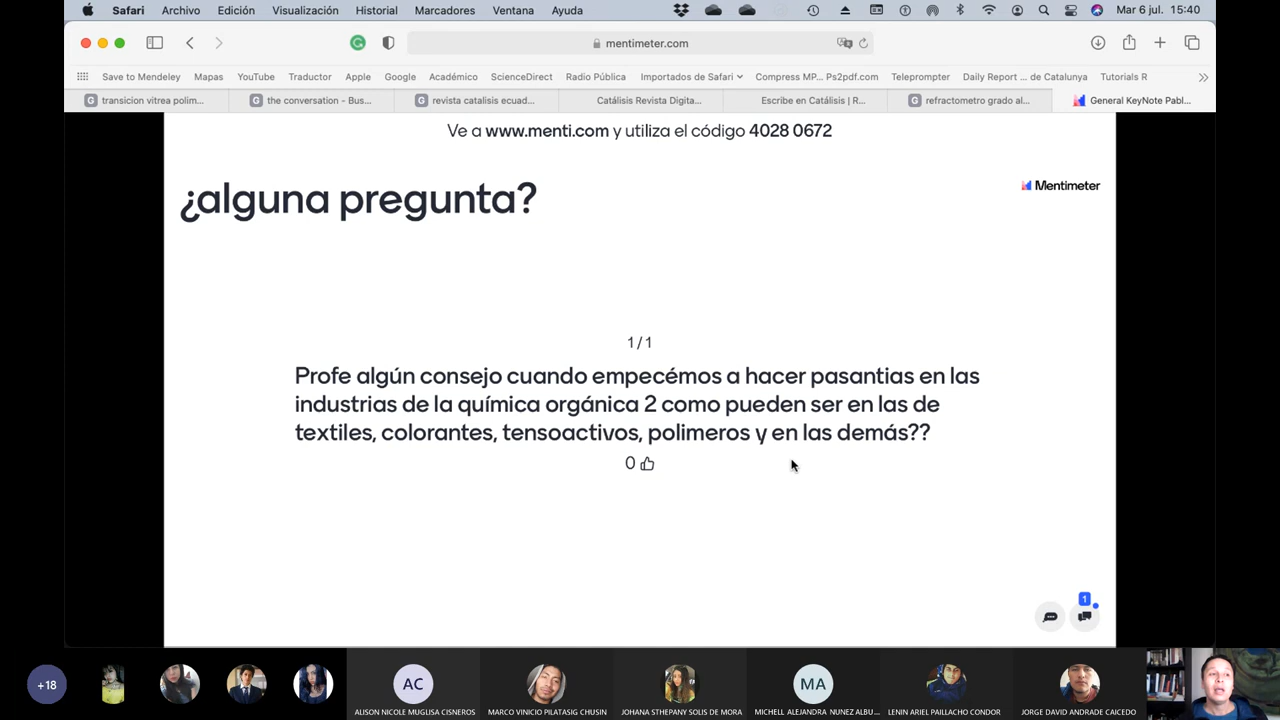 Safari Archivo Edición Visualización Historial Marcadores Ventana Ayuda Mar 6 jul. 15:40
mentimeter.com
Save to Mendeley Mapas YouTube Traductor Apple Google Académico ScienceDirect Radio Pública Importados de Safari Compress MP... Ps2pdf.com Teleprompter Daily Report ... de Catalunya Tutorials R
transicion vitrea polim... the conversation - Bus... revista catalisis ecuad... Catálisis Revista Digita... Escribe en Catálisis | R... refractometro grado al... General KeyNote Pabl...
Ve a www.menti.com y utiliza el código 4028 0672
¿alguna pregunta?
Mentimeter
1 / 1
Profe algún consejo cuando empecémos a hacer pasantias en las
industrias de la química orgánica 2 como pueden ser en las de
textiles, colorantes, tensoactivos, polimeros y en las demás??
0
1
+18
AC
MA
ALISON NICOLE MUGLISA CISNEROS MARCO VINICIO PILATASIG CHUSIN JOHANA STHEPANY SOLIS DE MORA MICHELL ALEJANDRA NUNEZ ALBU... LENIN ARIEL PAILLACHO CONDOR JORGE DAVID ANDRADE CAICEDO